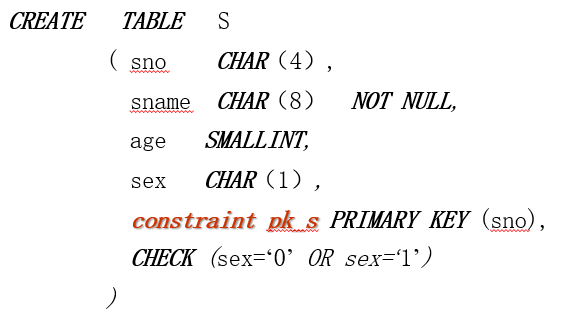 CREATE TABLE S
( sno CHAR（4）,
sname CHAR（8） NOT NULL,
age SMALLINT,
sex CHAR（1）,
constraint pk_s PRIMARY KEY (sno),
CHECK (sex=‘0’ OR sex=‘1’)
)